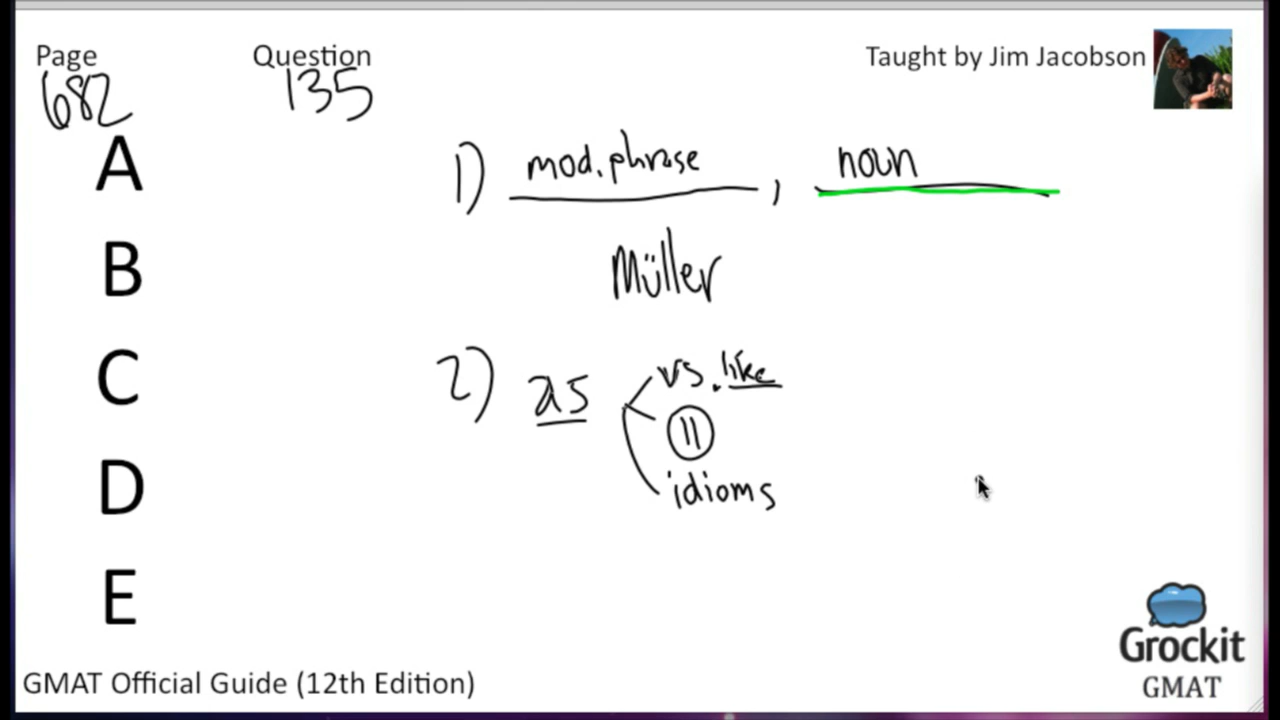 Page Question Taught by Jim Jacobson
682 135
A
1) mod. phrase , noun
B
Müller
C
2) as vs. like
||
D
idioms
E
Grockit
GMAT
GMAT Official Guide (12th Edition)